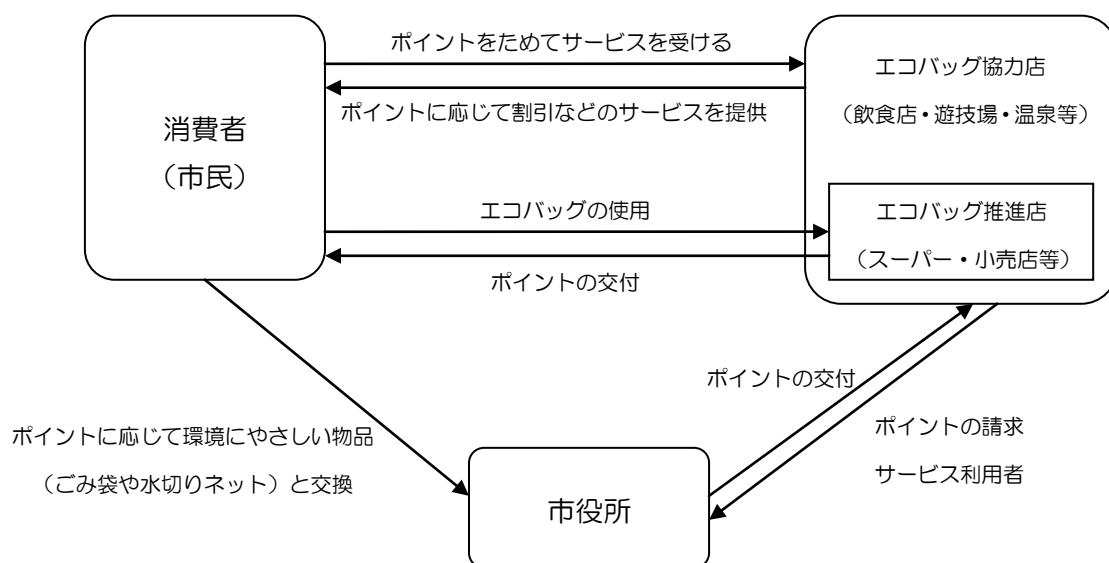 ポイントをためてサービスを受ける
エコバッグ協力店
ポイントに応じて割引などのサービスを提供
（飲食店・遊技場・温泉等）
消費者
（市民）
エコバッグの使用
エコバッグ推進店
（スーパー・小売店等）
ポイントの交付
ポイントの交付
ポイントに応じて環境にやさしい物品
（ごみ袋や水切りネット）と交換
ポイントの請求
サービス利用者
市役所